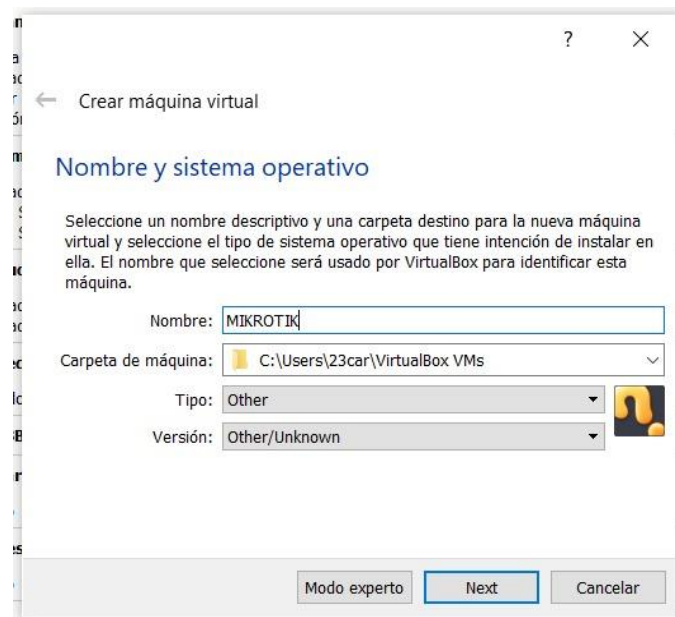 ?
Crear máquina virtual
Nombre y sistema operativo
Seleccione un nombre descriptivo y una carpeta destino para la nueva máquina
virtual y seleccione el tipo de sistema operativo que tiene intención de instalar en
ella. El nombre que seleccione será usado por VirtualBox para identificar esta
máquina.
Nombre: MIKROTIK
Carpeta de máquina: C:\Users\23car\VirtualBox VMs
Tipo: Other
Versión: Other/Unknown
Modo experto Next Cancelar